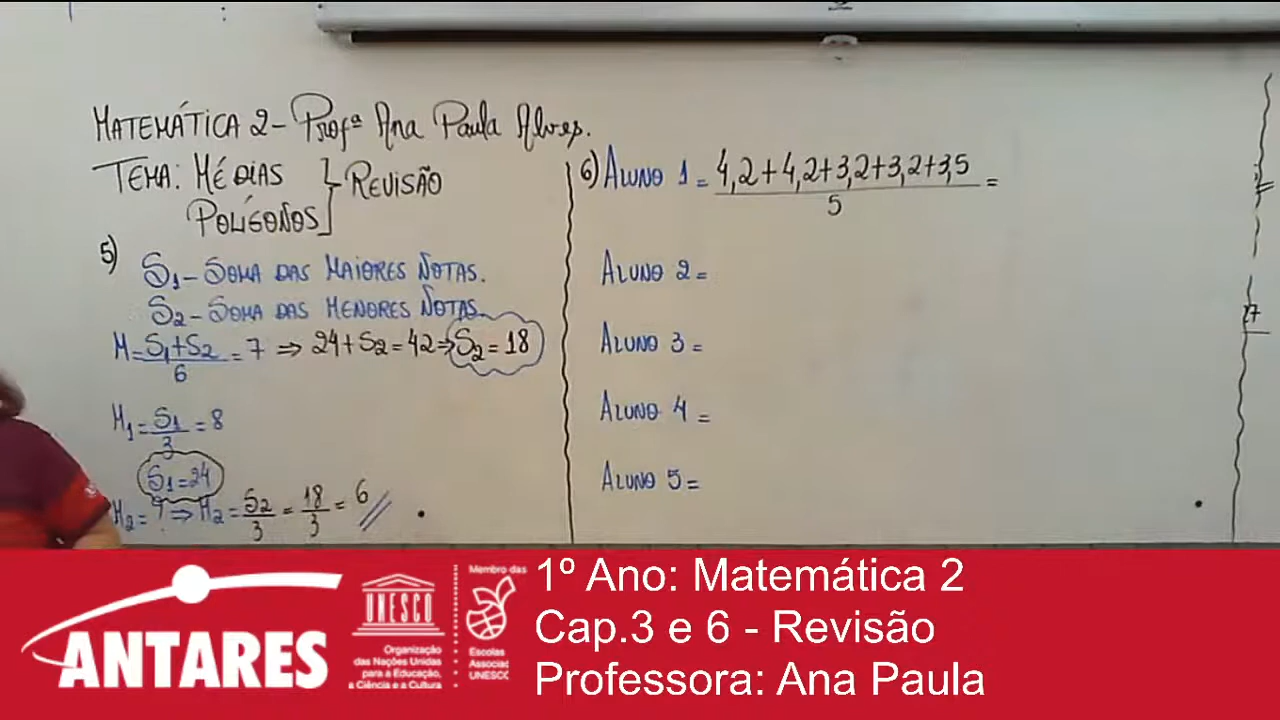 MATEMÁTICA 2 - Profª Ana Paula Alves.
TEMA: MÉDIAS
POLÍGONOS
REVISÃO
5)
S1 - SOMA DAS MAIORES NOTAS.
S2 - SOMA DAS MENORES NOTAS.
M = S1+S2/6 = 7 ⇒ 24+S2 = 42 ⇒ S2 = 18
M1 = S1/3 = 8
S1 = 24
M2 = ? ⇒ M2 = S2/3 = 18/3 = 6
6) ALUNO 1 = 4,2+4,2+3,2+3,2+3,5/5 =
ALUNO 2 =
ALUNO 3 =
ALUNO 4 =
ALUNO 5 =
7
ANTARES
UNESCO
Organização
das Nações Unidas
para a Educação,
a Ciência e a Cultura
Membro das
Escolas
Associa
UNESC
1º Ano: Matemática 2
Cap.3 e 6 - Revisão
Professora: Ana Paula